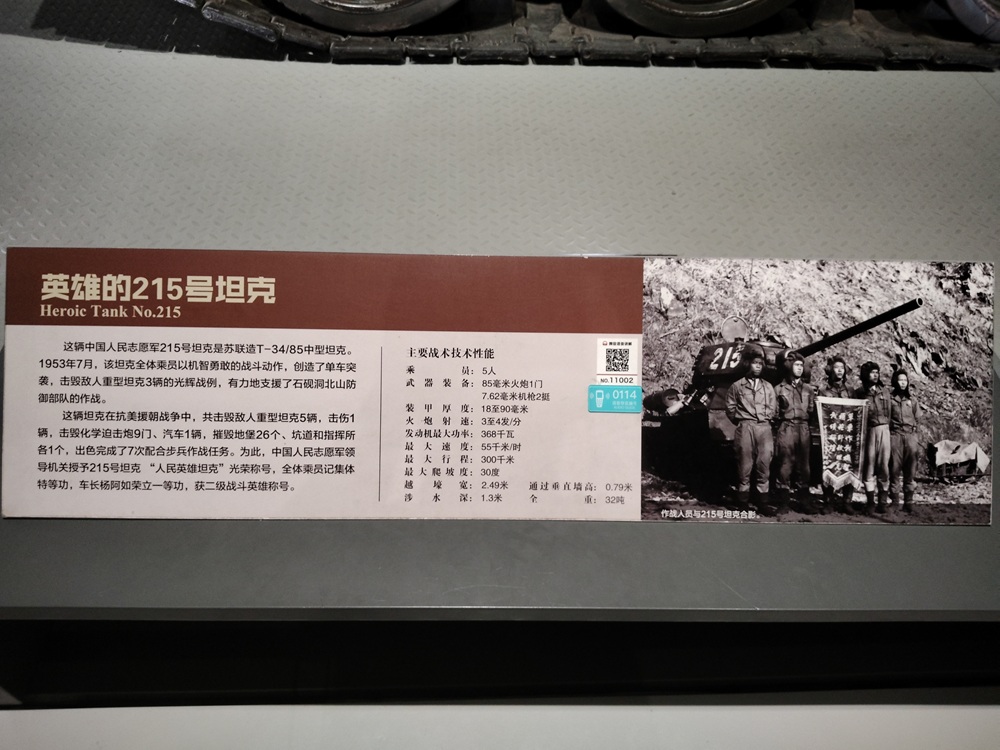 英雄的215号坦克
Heroic Tank No.215
这辆中国人民志愿军215号坦克是苏联造T-34/85中型坦克。
1953年7月，该坦克全体乘员以机智勇敢的战斗动作，创造了单车突
袭，击毁敌人重型坦克3辆的光辉战例，有力地支援了石砚洞北山防
御部队的作战。
这辆坦克在抗美援朝战争中，共击毁敌人重型坦克5辆，击伤1
辆，击毁化学迫击炮9门、汽车1辆，摧毁地堡26个、坑道和指挥所
各1个，出色完成了7次配合步兵作战任务。为此，中国人民志愿军领
导机关授予215号坦克 “人民英雄坦克”光荣称号，全体乘员记集体
特等功，车长杨阿如荣立一等功，获二级战斗英雄称号。
主要战术技术性能
乘员：5人
武器装备：85毫米火炮1门
7.62毫米机枪2挺
装甲厚度：18至90毫米
火炮射速：3至4发/分
发动机最大功率：368千瓦
最大速度：55千米/时
最大行程：300千米
最大爬坡度：30度
越壕宽：2.49米 通过垂直墙高：0.79米
涉水深：1.3米 全重：32吨
NO.11002
0114
215
作战人员与215号坦克合影。